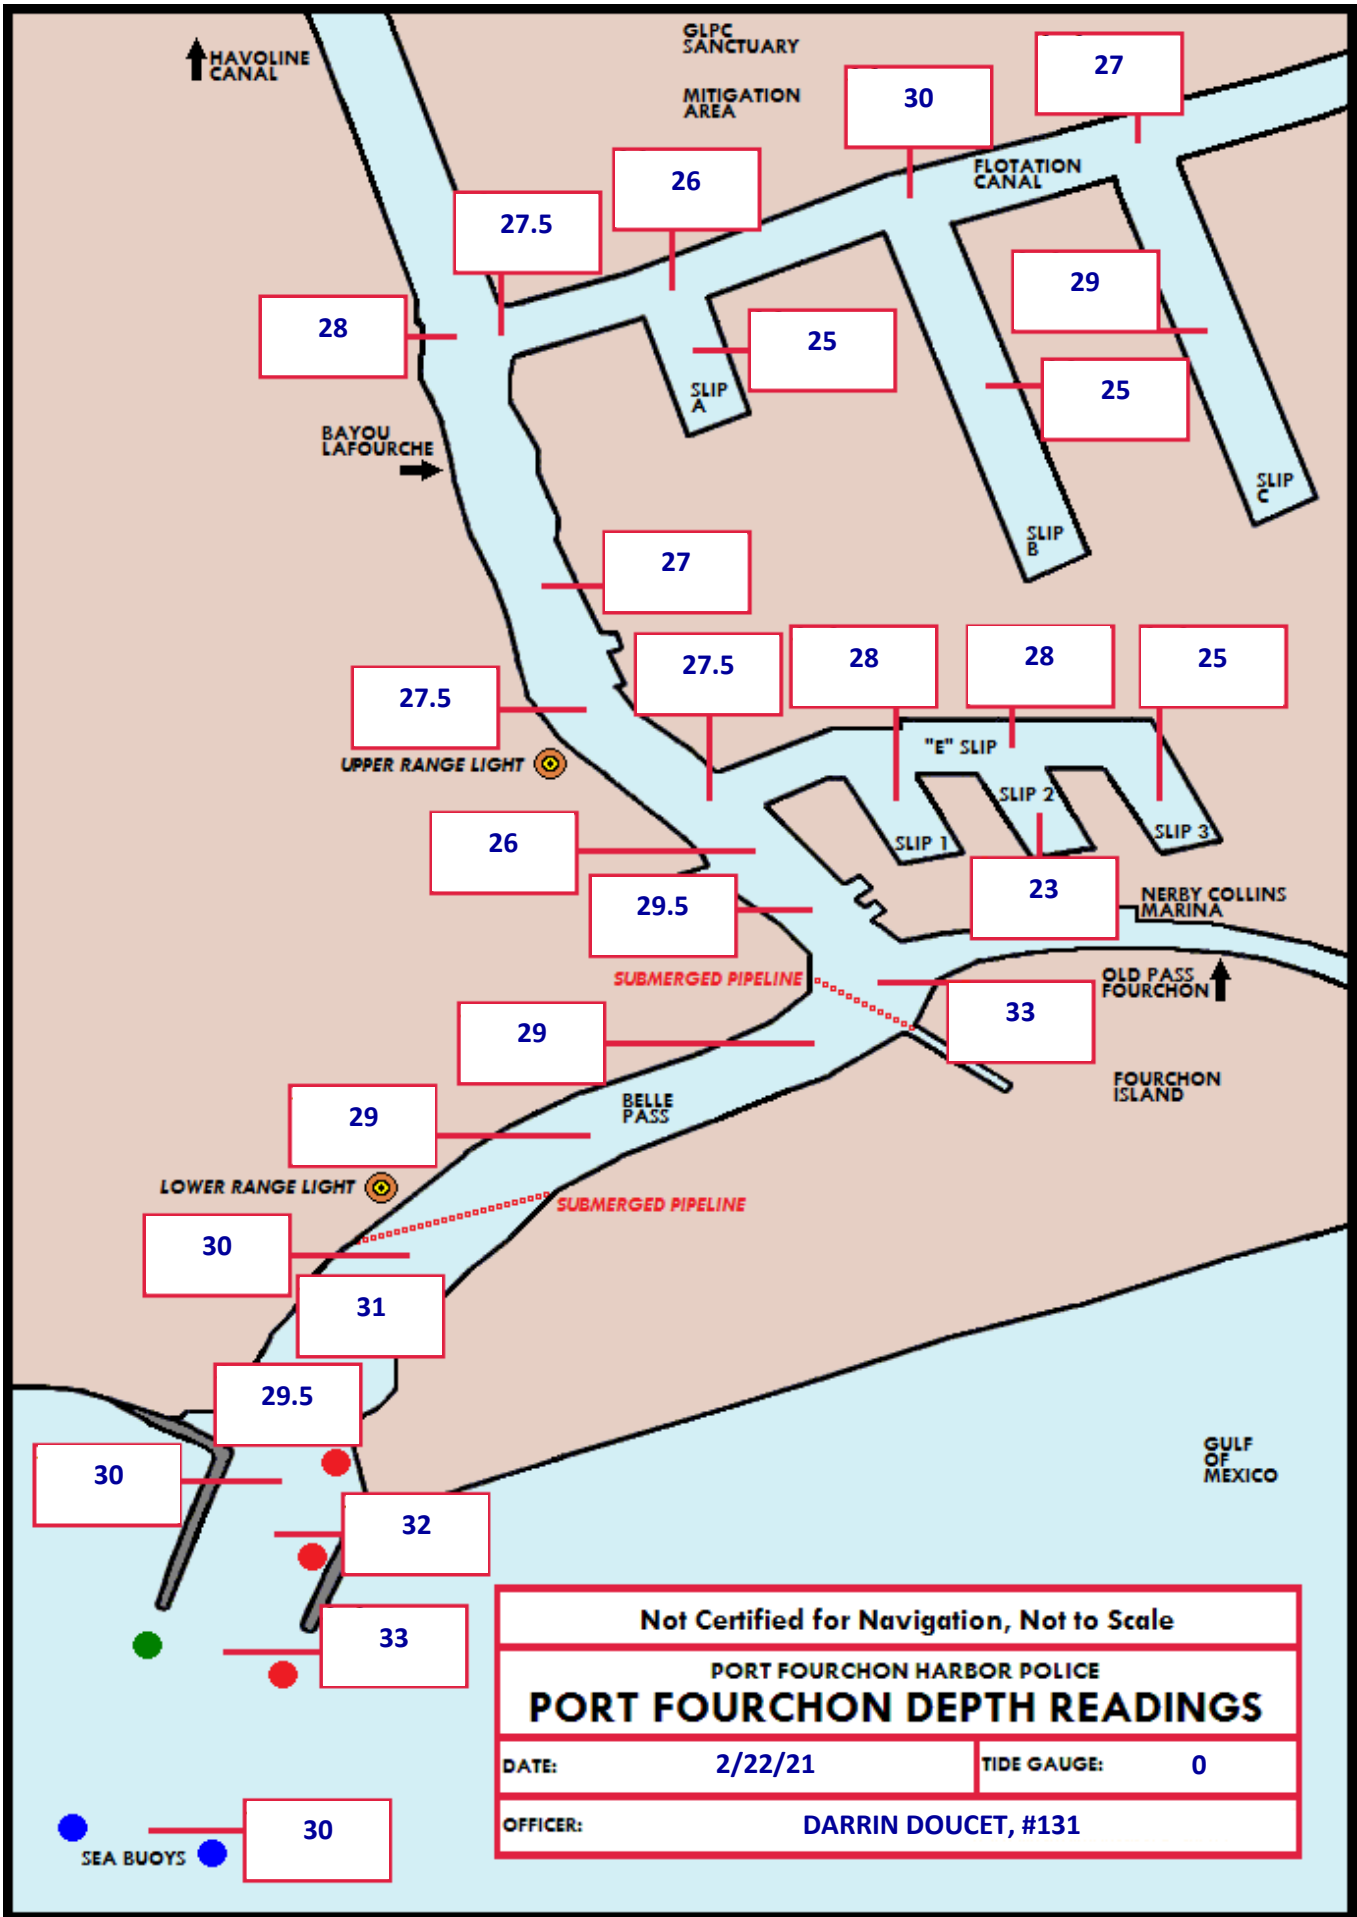 GLPC
SANCTUARY
HAVOLINE
CANAL
27
MITIGATION
AREA
30
FLOTATION
CANAL
26
27.5
29
28
25
25
SLIP
A
BAYOU
LAFOURCHE
SLIP
C
SLIP
B
27
27.5
28
28
25
27.5
"E" SLIP
UPPER RANGE LIGHT
SLIP 2
SLIP 1
SLIP 3
26
23
29.5
NERBY COLLINS
MARINA
SUBMERGED PIPELINE
OLD PASS
FOURCHON
33
29
FOURCHON
ISLAND
BELLE
PASS
29
LOWER RANGE LIGHT
SUBMERGED PIPELINE
30
31
29.5
GULF
OF
MEXICO
30
32
33
Not Certified for Navigation, Not to Scale
PORT FOURCHON HARBOR POLICE
PORT FOURCHON DEPTH READINGS
DATE: 2/22/21 TIDE GAUGE: 0
OFFICER: DARRIN DOUCET, #131
30
SEA BUOYS